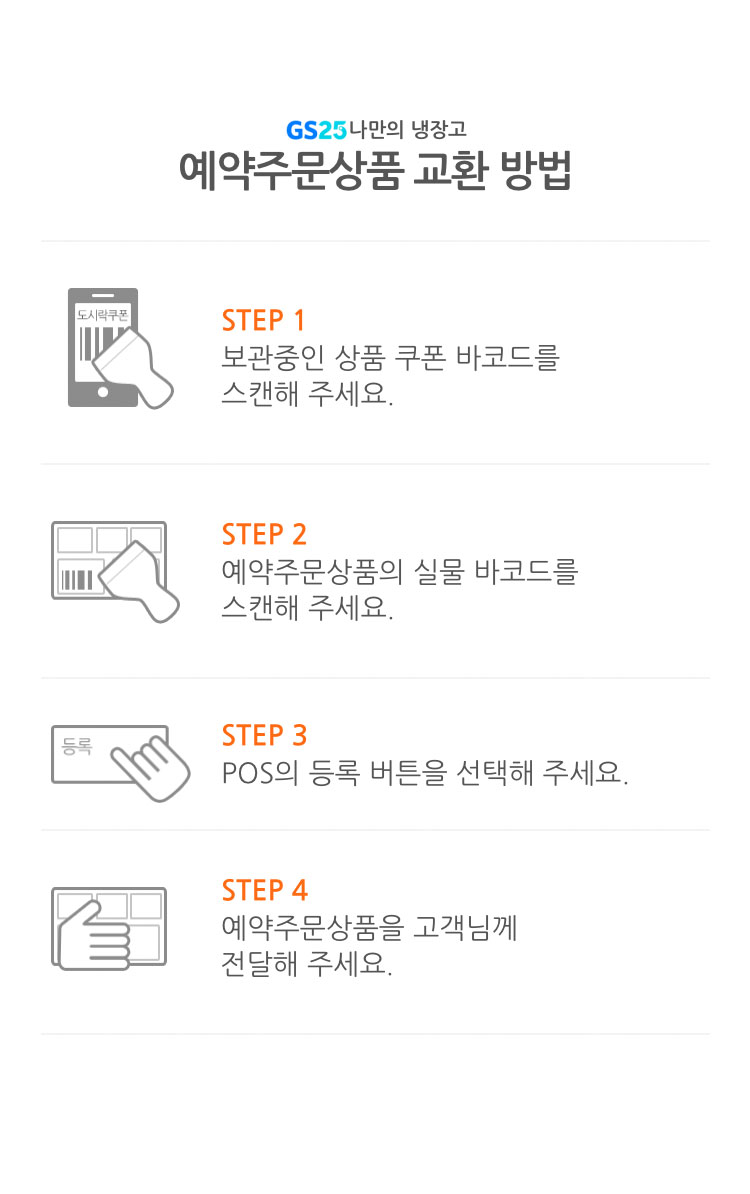 GS25나만의 냉장고
예약주문상품 교환 방법
도시락쿠폰
STEP 1
보관중인 상품 쿠폰 바코드를
스캔해 주세요.
STEP 2
예약주문상품의 실물 바코드를
스캔해 주세요.
등록
STEP 3
POS의 등록 버튼을 선택해 주세요.
STEP 4
예약주문상품을 고객님께
전달해 주세요.